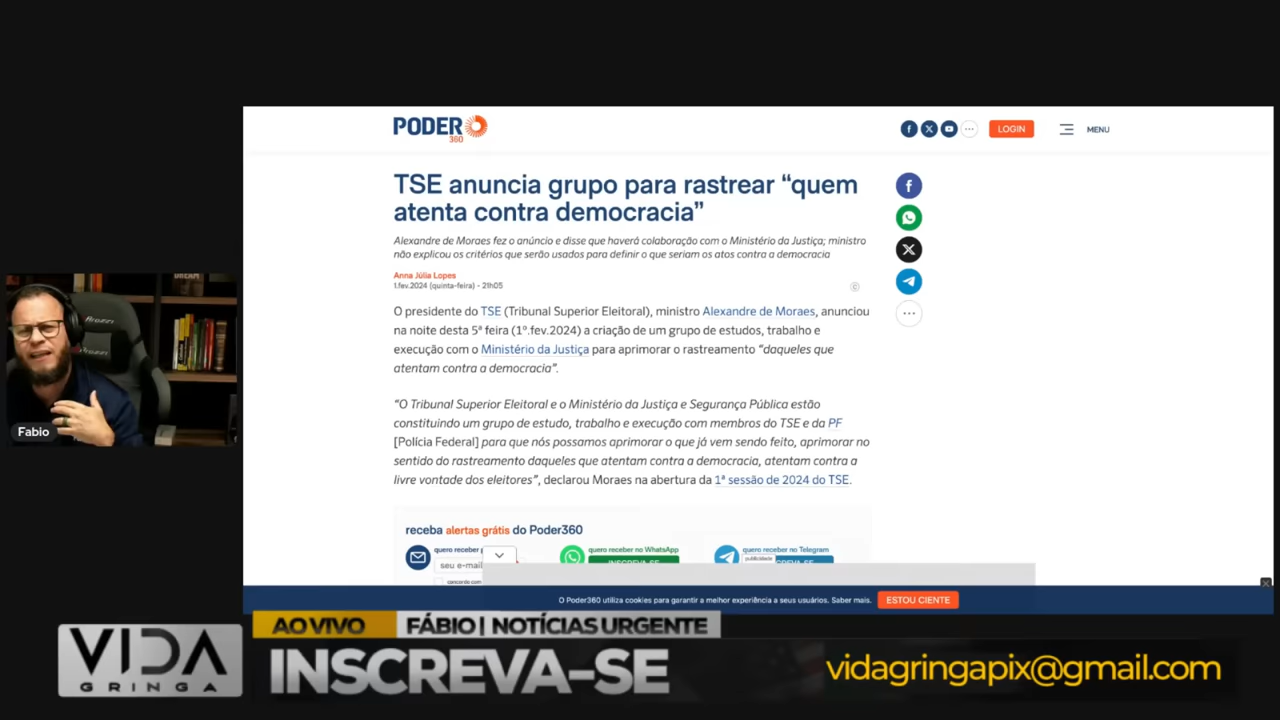 PODER
360
LOGIN
MENU
TSE anuncia grupo para rastrear “quem
atenta contra democracia”
Alexandre de Moraes fez o anúncio e disse que haverá colaboração com o Ministério da Justiça; ministro
não explicou os critérios que serão usados para definir o que seriam os atos contra a democracia
Anna Júlia Lopes
1.fev.2024 (quinta-feira) - 21h05
O presidente do TSE (Tribunal Superior Eleitoral), ministro Alexandre de Moraes, anunciou
na noite desta 5ª feira (1º.fev.2024) a criação de um grupo de estudos, trabalho e
execução com o Ministério da Justiça para aprimorar o rastreamento “daqueles que
atentam contra a democracia”.
“O Tribunal Superior Eleitoral e o Ministério da Justiça e Segurança Pública estão
constituindo um grupo de estudo, trabalho e execução com membros do TSE e da PF
[Polícia Federal] para que nós possamos aprimorar o que já vem sendo feito, aprimorar no
sentido do rastreamento daqueles que atentam contra a democracia, atentam contra a
livre vontade dos eleitores”, declarou Moraes na abertura da 1ª sessão de 2024 do TSE.
receba alertas grátis do Poder360
quero receber
quero receber no WhatsApp
quero receber no Telegram
seu e-mail
INSCREVA-SE
publicidade
concorda com
O Poder360 utiliza cookies para garantir a melhor experiência a seus usuários. Saber mais.
ESTOU CIENTE
DREAM
Fabio
AO VIVO
FÁBIO | NOTÍCIAS URGENTE
VIDA
GRINGA
INSCREVA-SE
vidagringapix@gmail.com